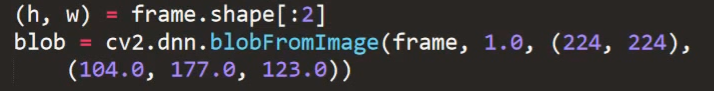 (h, w) = frame.shape[:2]
blob = cv2.dnn.blobFromImage(frame, 1.0, (224, 224),
(104.0, 177.0, 123.0))